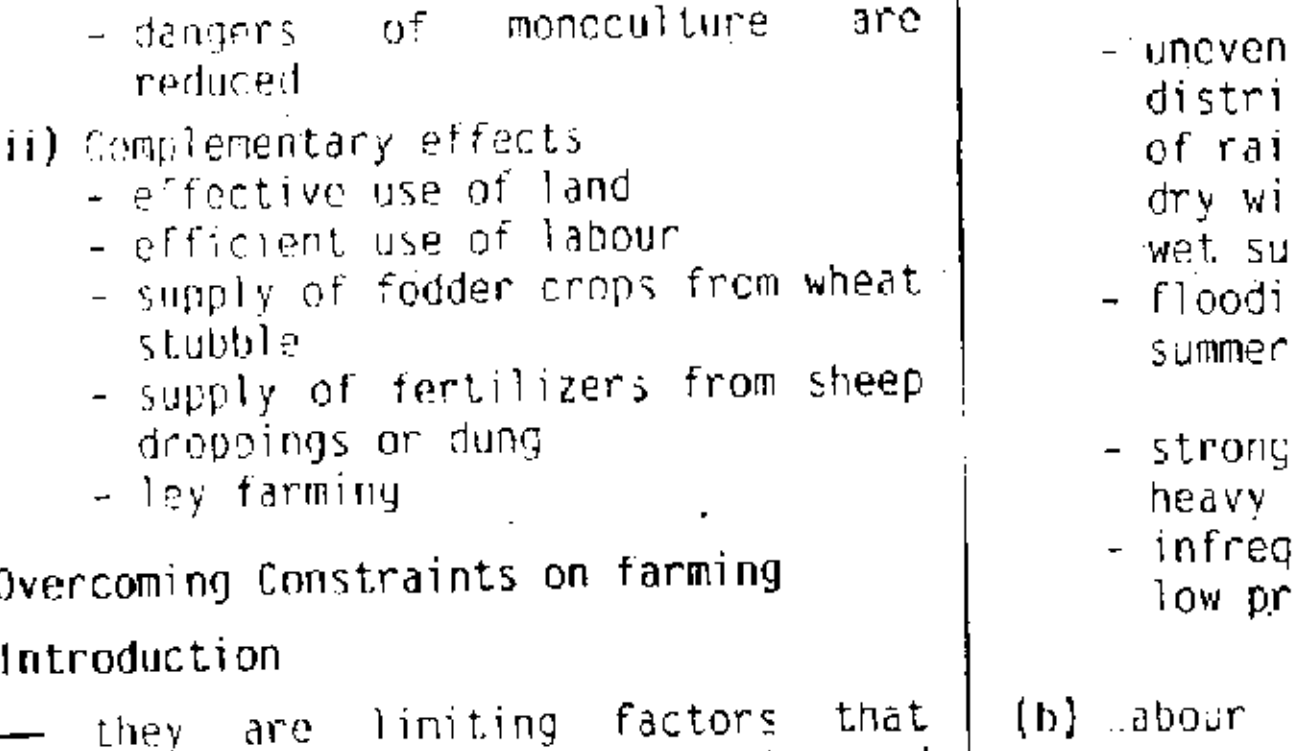 - dangers of monoculture are
reduced
ii) Complementary effects
- effective use of land
- efficient use of labour
- supply of fodder crops from wheat
stubble
- supply of fertilizers from sheep
droppings or dung
- ley farming
Overcoming Constraints on farming
Introduction
— they are limiting factors that
- uneven
distri
of rai
dry wi
wet su
- floodi
summer
- strong
heavy
- infreq
low pr
(b) Labour